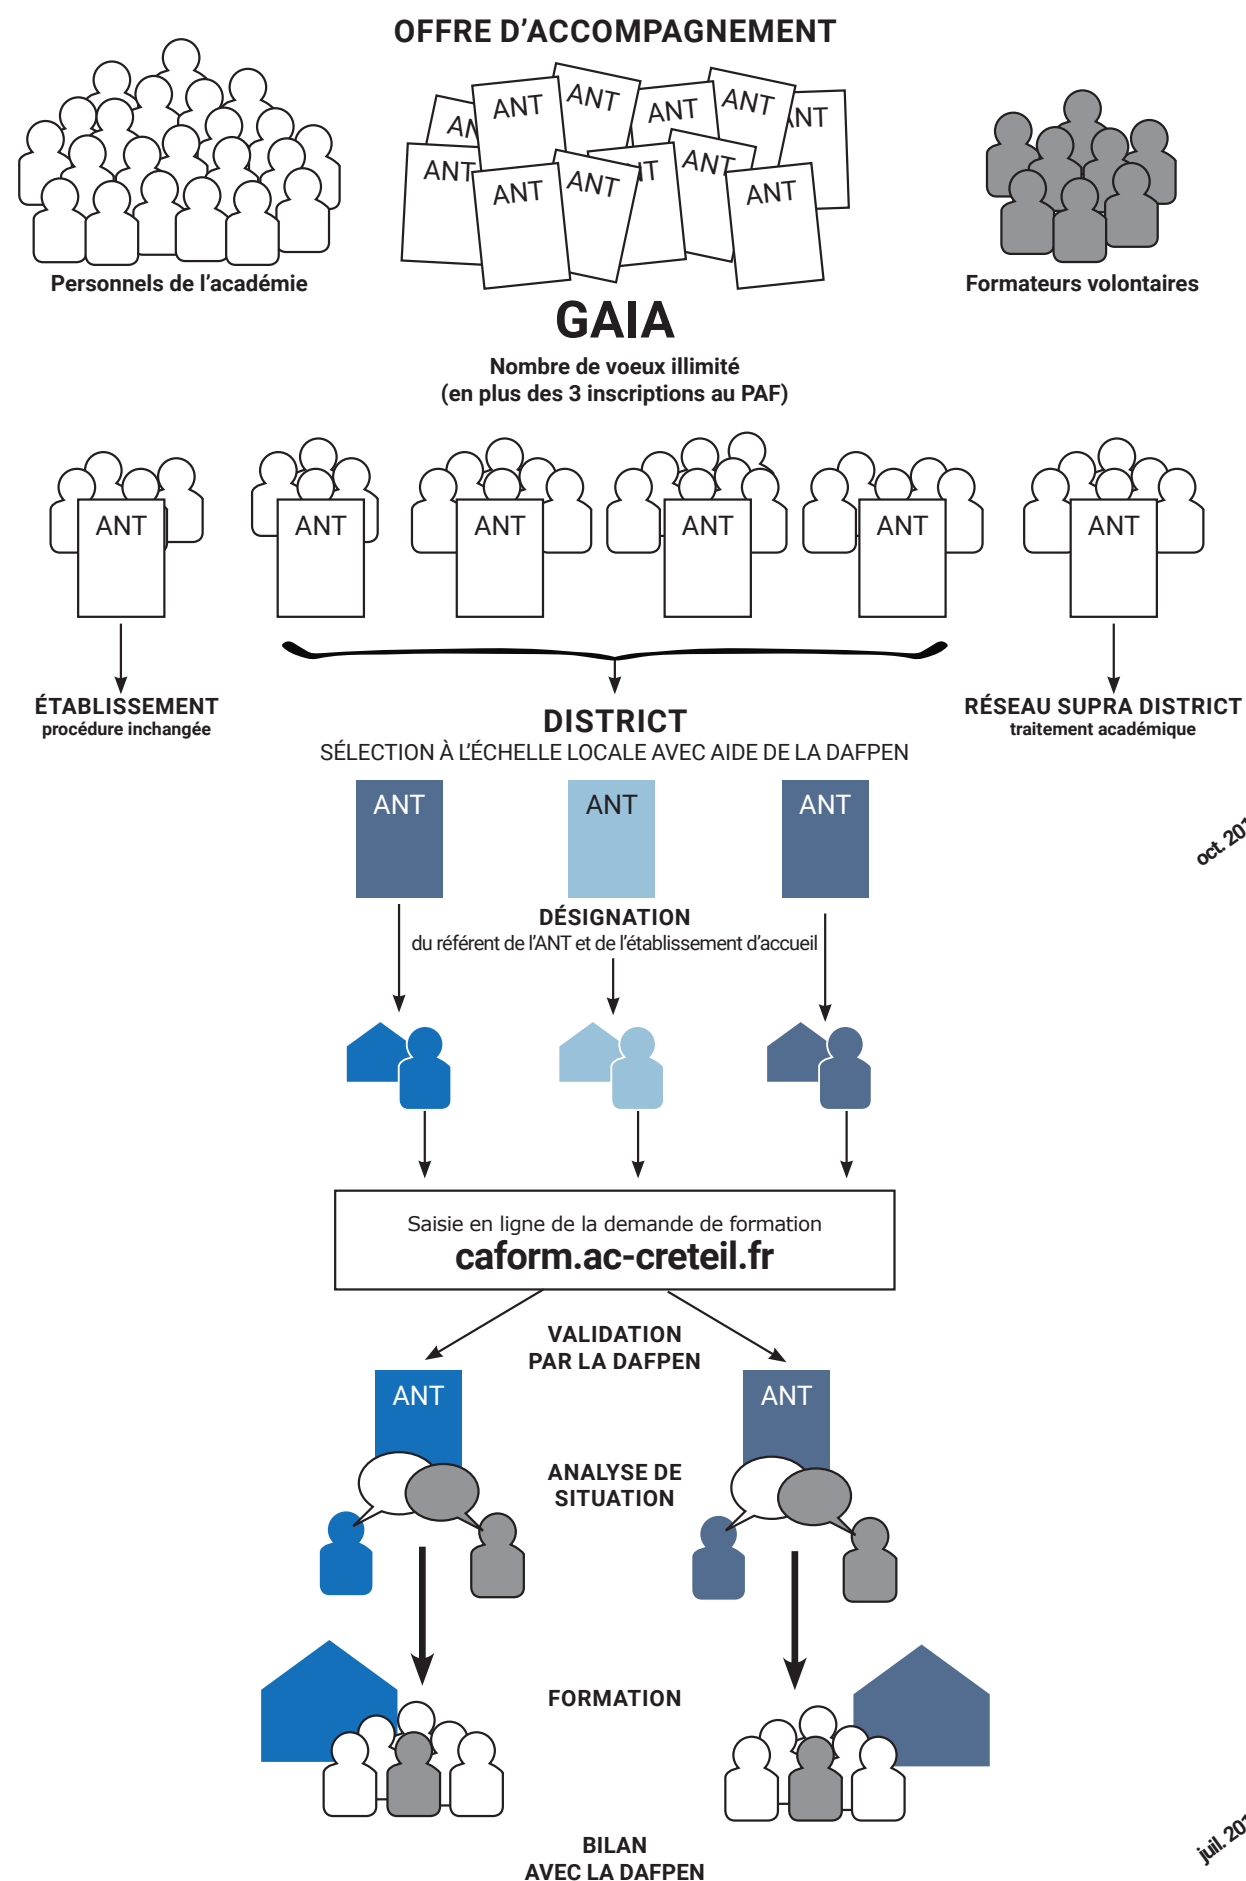 OFFRE D'ACCOMPAGNEMENT
ANT
ANT
ANT
ANT
ANT
ANT
ANT
ANT
ANT
Personnels de l'académie
Formateurs volontaires
GAIA
Nombre de voeux illimité
(en plus des 3 inscriptions au PAF)
ANT
ANT
ANT
ANT
ANT
ANT
ÉTABLISSEMENT
procédure inchangée
DISTRICT
SÉLECTION À L'ÉCHELLE LOCALE AVEC AIDE DE LA DAFPEN
RÉSEAU SUPRA DISTRICT
traitement académique
ANT
ANT
ANT
oct.
DÉSIGNATION
du référent de l'ANT et de l'établissement d'accueil
Saisie en ligne de la demande de formation
caform.ac-creteil.fr
VALIDATION
PAR LA DAFPEN
ANT
ANT
ANALYSE DE
SITUATION
FORMATION
BILAN
AVEC LA DAFPEN
juil.